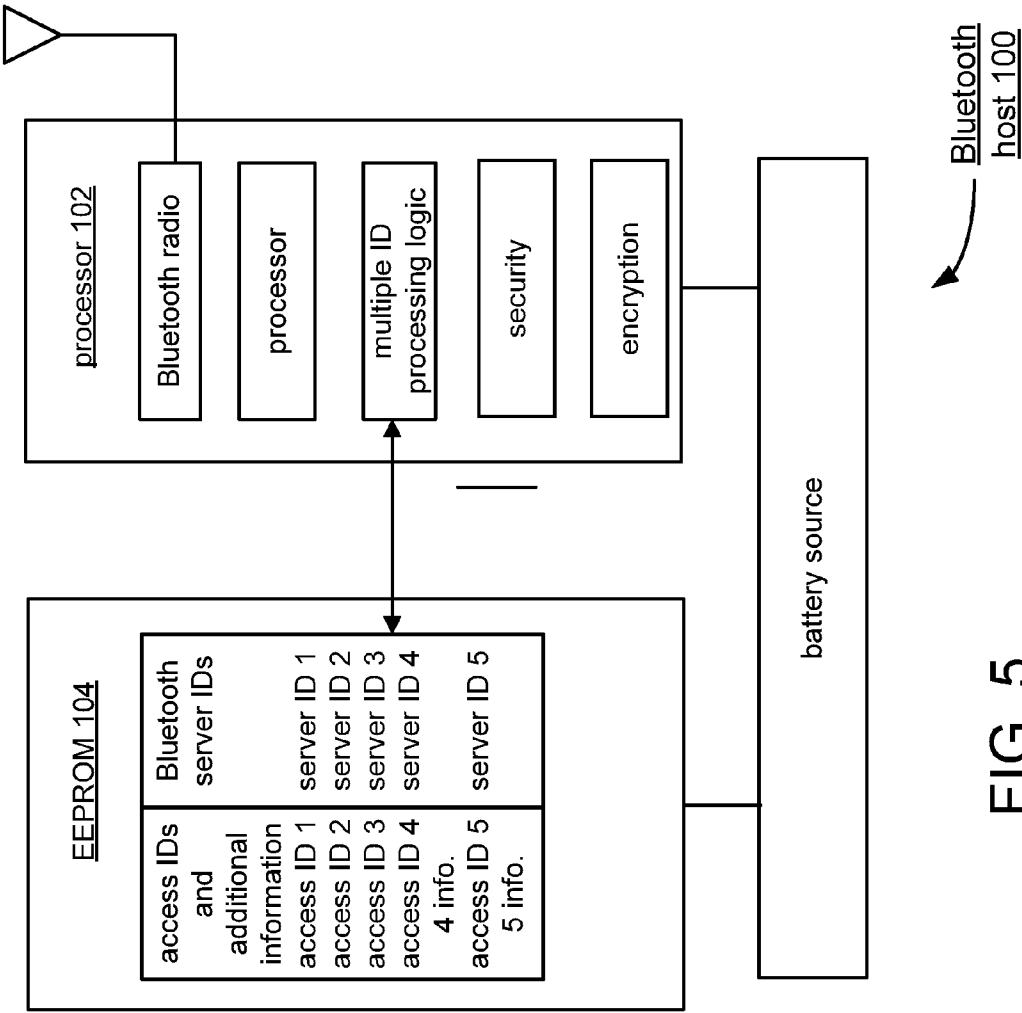 EEPROM 104
access IDs
and
additional
information
Bluetooth
server IDs
access ID 1
server ID 1
access ID 2
server ID 2
access ID 3
server ID 3
access ID 4
server ID 4
4 info.
access ID 5
server ID 5
5 info.
processor 102
Bluetooth radio
processor
multiple ID
processing logic
security
encryption
battery source
Bluetooth
host 100
FIG. 5